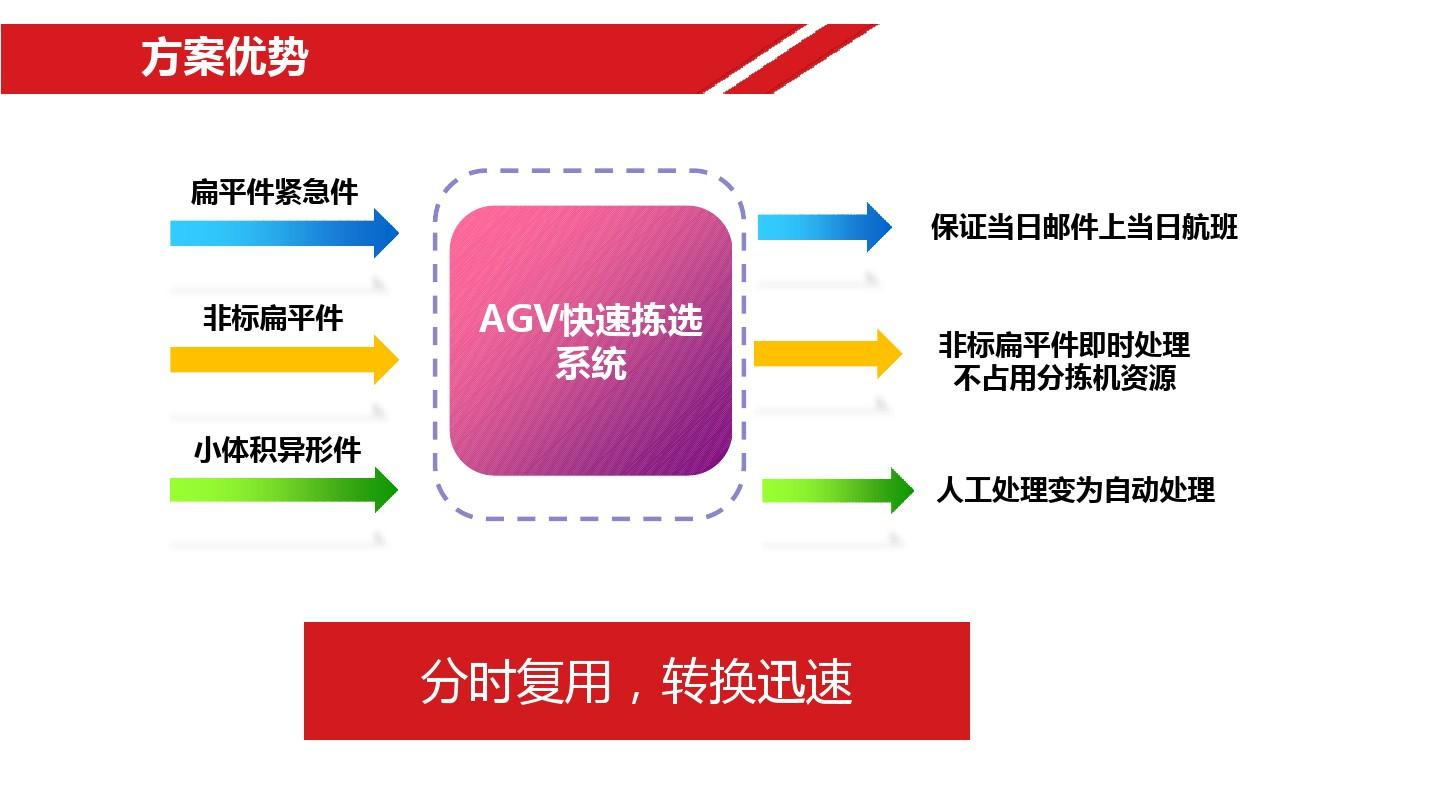 方案优势
扁平件紧急件
保证当日邮件上当日航班
非标扁平件
AGV快速拣选
系统
非标扁平件即时处理
不占用分拣机资源
小体积异形件
人工处理变为自动处理
分时复用，转换迅速